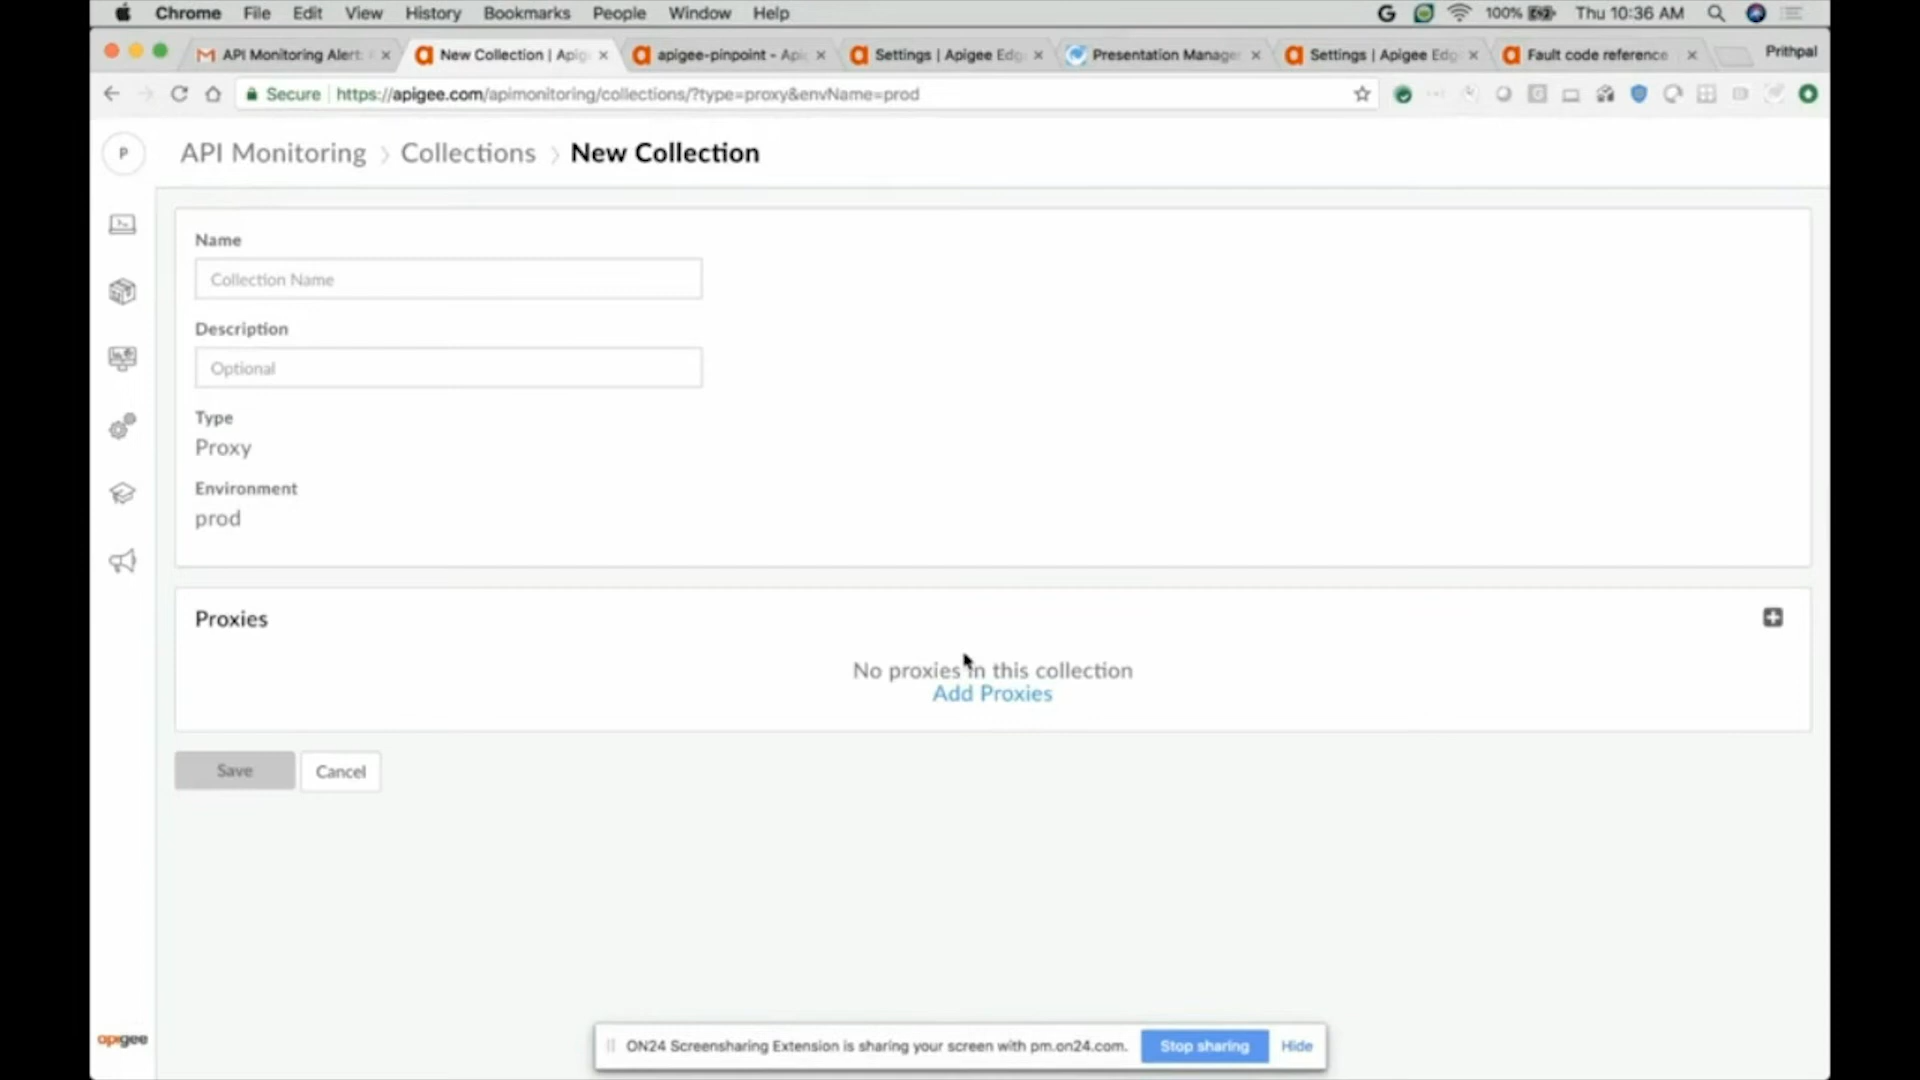 Chrome File Edit View History Bookmarks People Window Help G 100% Thu 10:36 AM
API Monitoring Alert: New Collection | Apig apigee-pinpoint - Api Settings | Apigee Edg Presentation Manage Settings | Apigee Edg Fault code reference Prithpal
Secure https://apigee.com/apimonitoring/collections/?type=proxy&envName=prod
P API Monitoring › Collections › New Collection
Name
Collection Name
Description
Optional
Type
Proxy
Environment
prod
Proxies
No proxies in this collection
Add Proxies
Save Cancel
apigee
ON24 Screensharing Extension is sharing your screen with pm.on24.com. Stop sharing Hide